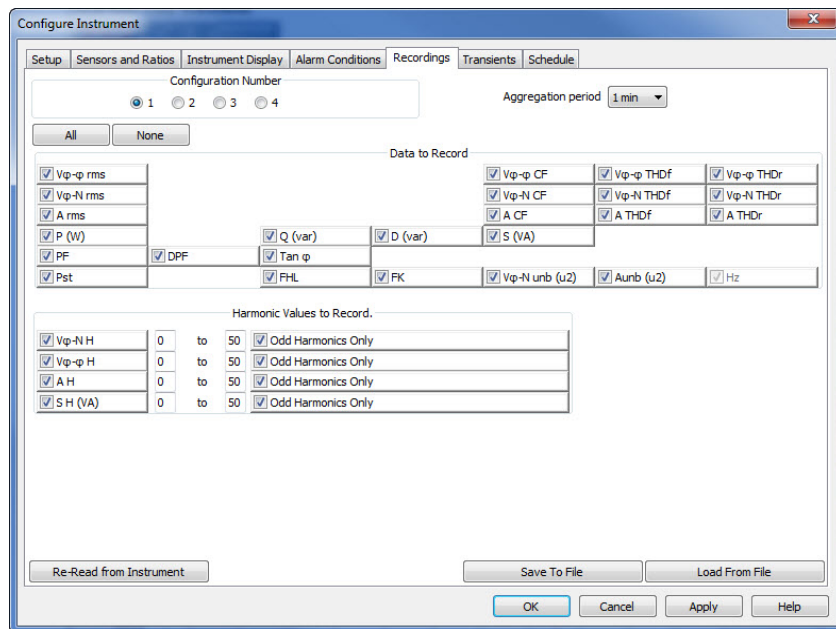 Configure Instrument
Setup Sensors and Ratios Instrument Display Alarm Conditions Recordings Transients Schedule
Configuration Number
1 2 3 4
Aggregation period 1 min
All None
Data to Record
Vφ-φ rms Vφ-φ CF Vφ-φ THDf Vφ-φ THDr
Vφ-N rms Vφ-N CF Vφ-N THDf Vφ-N THDr
A rms A CF A THDf A THDr
P (W) Q (var) D (var) S (VA)
PF DPF Tan φ
Pst FHL FK Vφ-N unb (u2) Aunb (u2) Hz
Harmonic Values to Record.
Vφ-N H 0 to 50 Odd Harmonics Only
Vφ-φ H 0 to 50 Odd Harmonics Only
A H 0 to 50 Odd Harmonics Only
S H (VA) 0 to 50 Odd Harmonics Only
Re-Read from Instrument Save To File Load From File
OK Cancel Apply Help